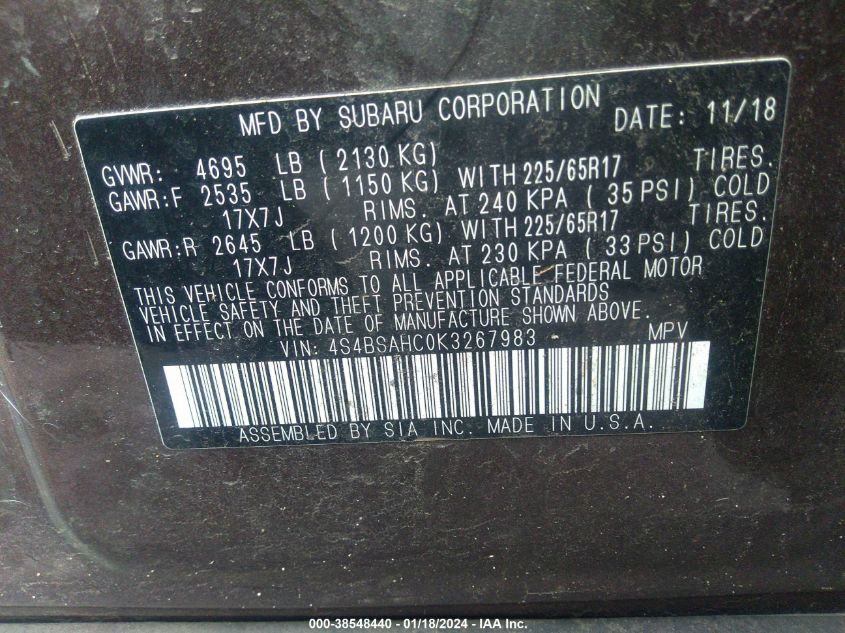 MFD BY SUBARU CORPORATION DATE: 11/18
GVWR: 4695 LB ( 2130 KG)
GAWR:F 2535 LB ( 1150 KG) WITH 225/65R17 TIRES.
17X7J RIMS. AT 240 KPA ( 35 PSI) COLD
GAWR:R 2645 LB ( 1200 KG) WITH 225/65R17 TIRES.
17X7J RIMS. AT 230 KPA ( 33 PSI) COLD
THIS VEHICLE CONFORMS TO ALL APPLICABLE FEDERAL MOTOR
VEHICLE SAFETY AND THEFT PREVENTION STANDARDS
IN EFFECT ON THE DATE OF MANUFACTURE SHOWN ABOVE.
VIN: 4S4BSAHC0K3267983 MPV
ASSEMBLED BY SIA INC. MADE IN U.S.A.
000-38548440 - 01/18/2024 - IAA Inc.